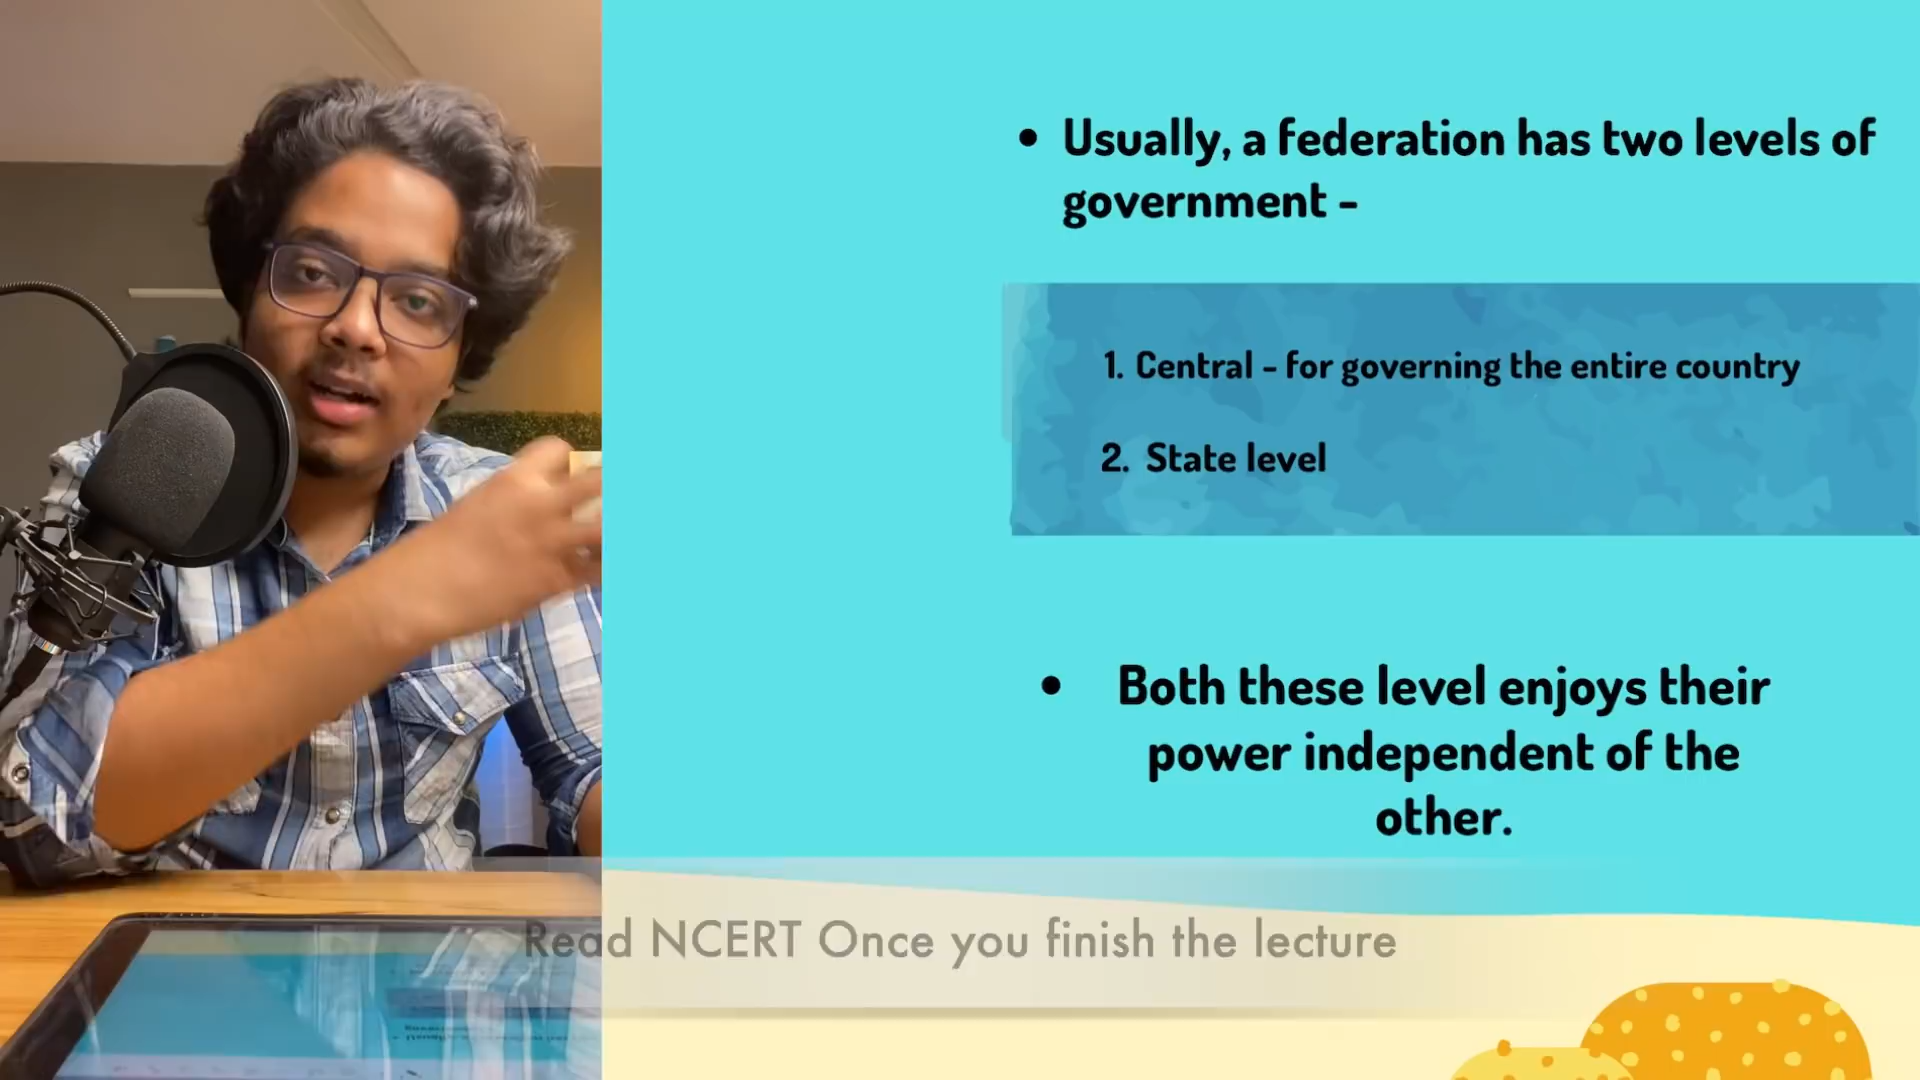 • Usually, a federation has two levels of
government -
1. Central - for governing the entire country
2. State level
• Both these level enjoys their
power independent of the
other.
Read NCERT Once you finish the lecture